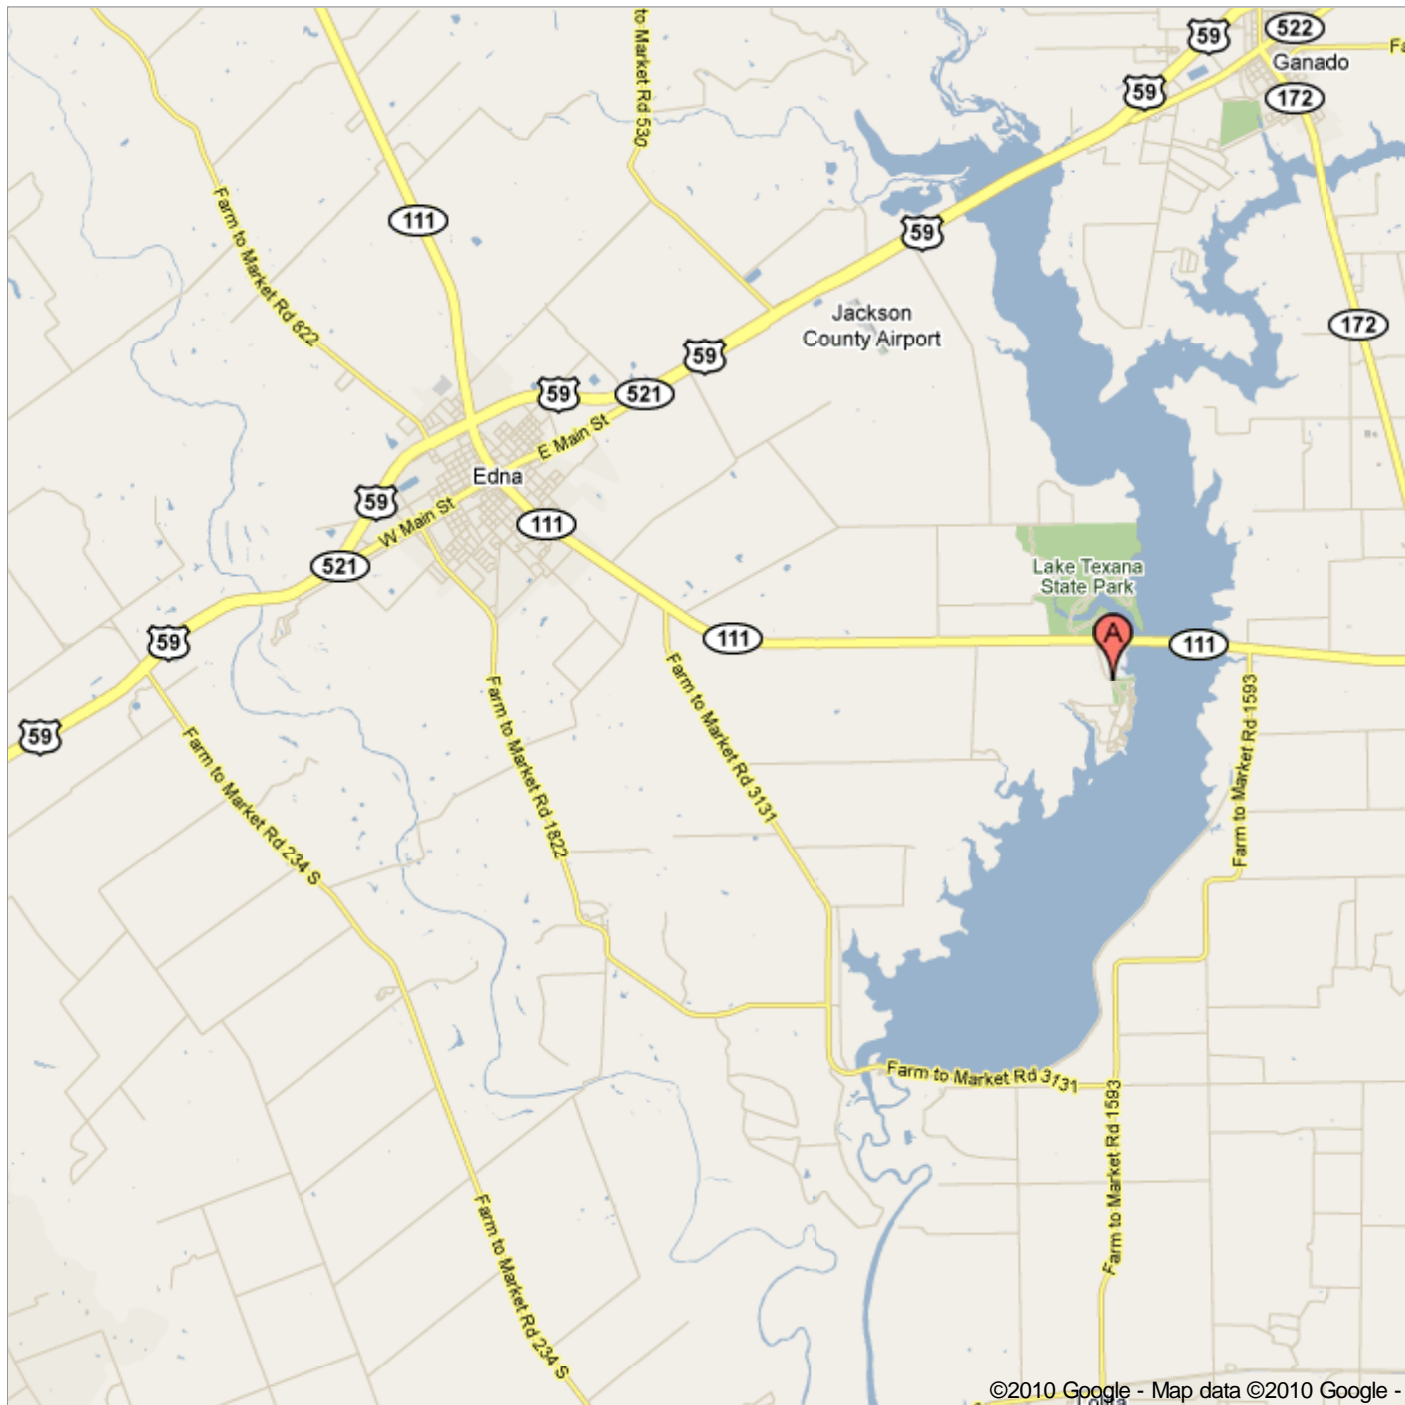 59
522
Ganado
Fa
to Market Rd 530
59
172
Farm to Market Rd 822
111
59
Jackson
County Airport
172
59
59
521
E Main St
Edna
59
W Main St
111
521
Lake Texana
State Park
A
59
111
111
59
Farm to Market Rd 234 S
Farm to Market Rd 1822
Farm to Market Rd 3131
Farm to Market Rd 1593
Farm to Market Rd 3131
Farm to Market Rd 1593
Farm to Market Rd 234 S
©2010 Google - Map data ©2010 Google -